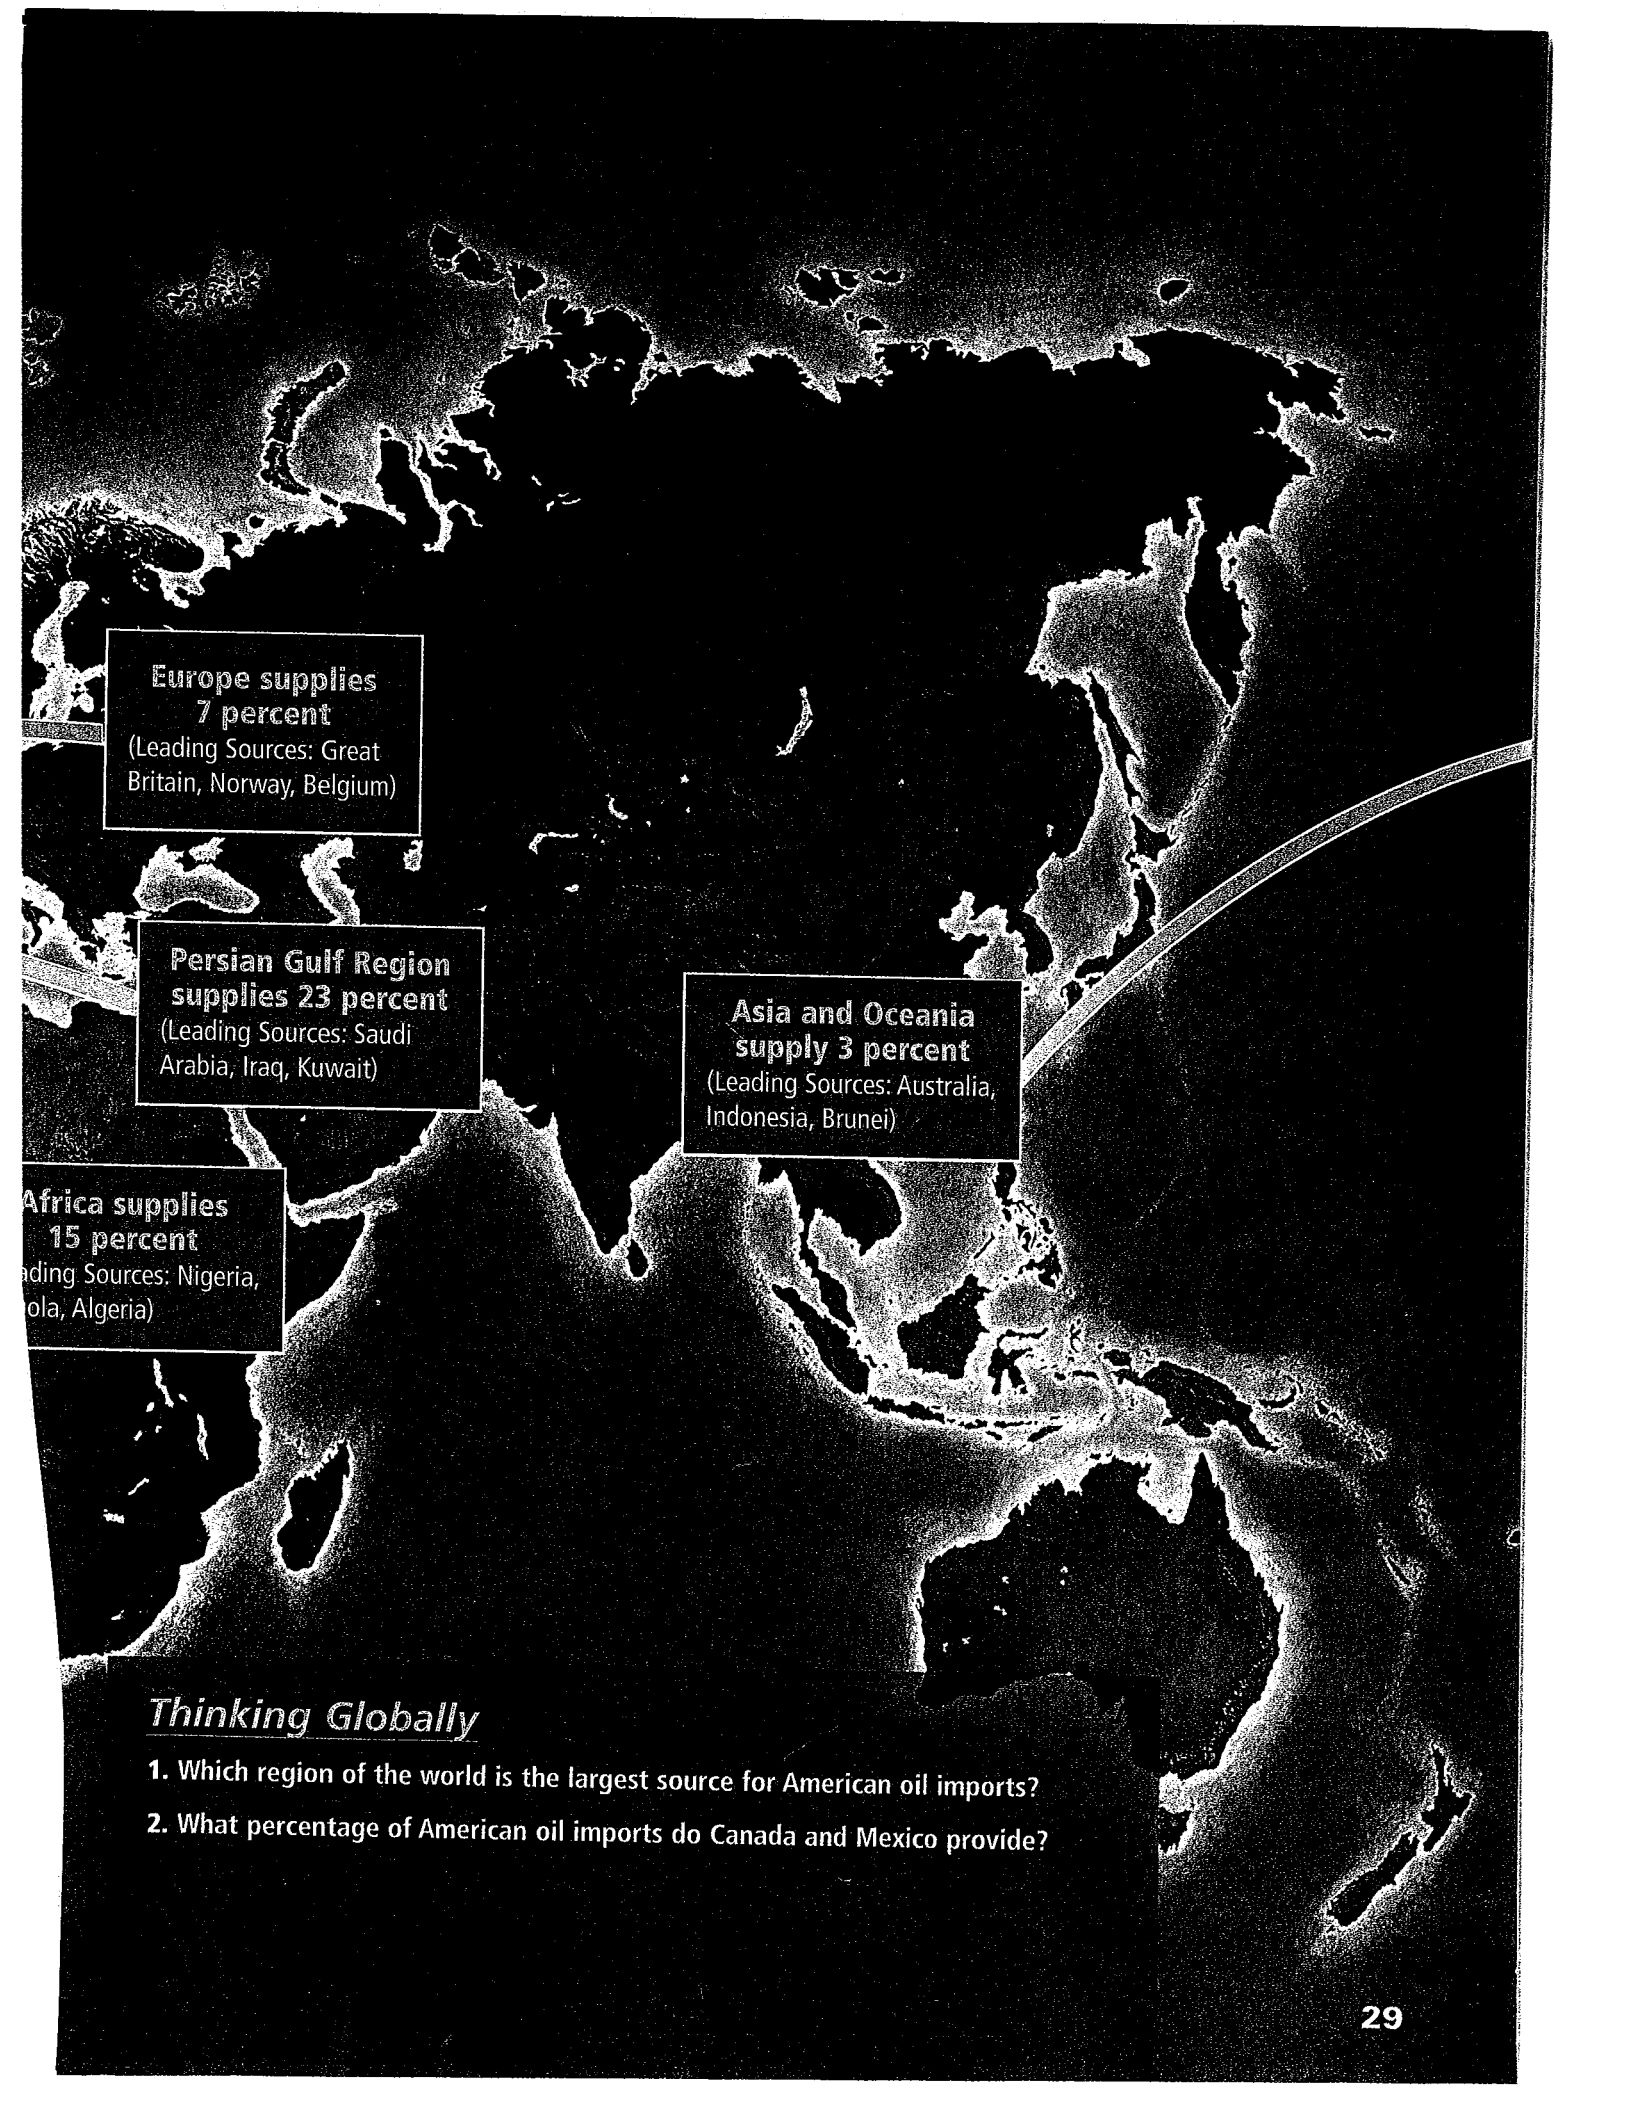 Europe supplies
7 percent
(Leading Sources: Great
Britain, Norway, Belgium)
Persian Gulf Region
supplies 23 percent
(Leading Sources: Saudi
Arabia, Iraq, Kuwait)
Asia and Oceania
supply 3 percent
(Leading Sources: Australia,
Indonesia, Brunei)
Africa supplies
15 percent
ading Sources: Nigeria,
ola, Algeria)
Thinking Globally
1. Which region of the world is the largest source for American oil imports?
2. What percentage of American oil imports do Canada and Mexico provide?
29